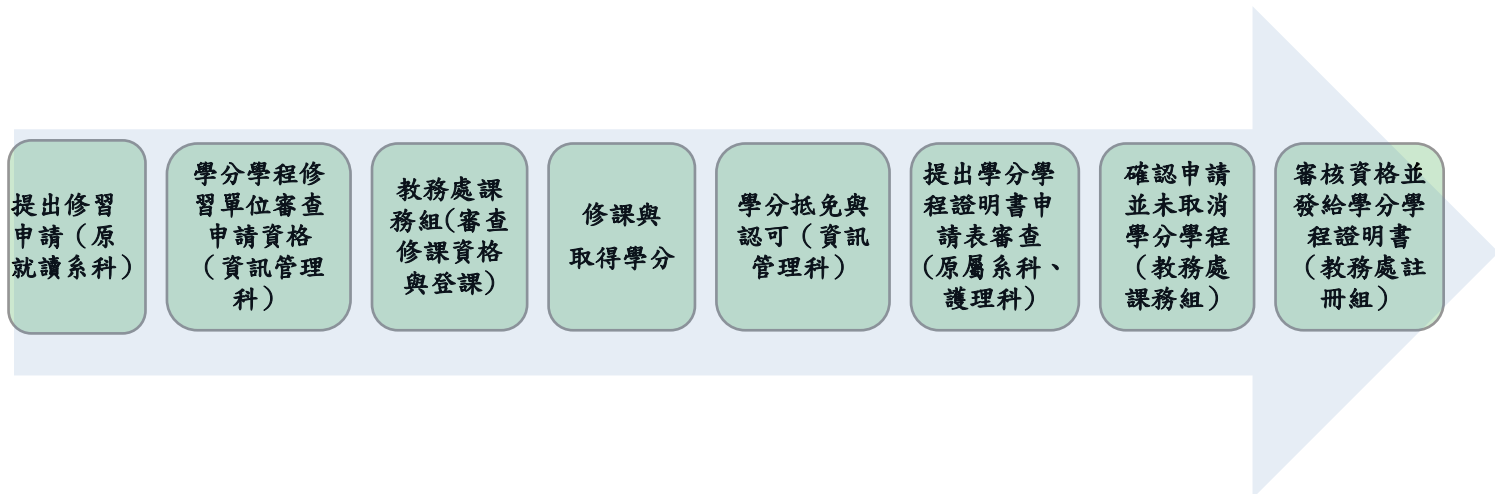 提出修習
申請（原
就讀系科）
學分學程修
習單位審查
申請資格
（資訊管理
科）
教務處課
務組(審查
修課資格
與登課)
修課與
取得學分
學分抵免與
認可（資訊
管理科）
提出學分學
程證明書申
請表審查
(原屬系科、
護理科)
確認申請
並未取消
學分學程
（教務處
課務組）
審核資格並
發給學分學
程證明書
（教務處註
冊組）